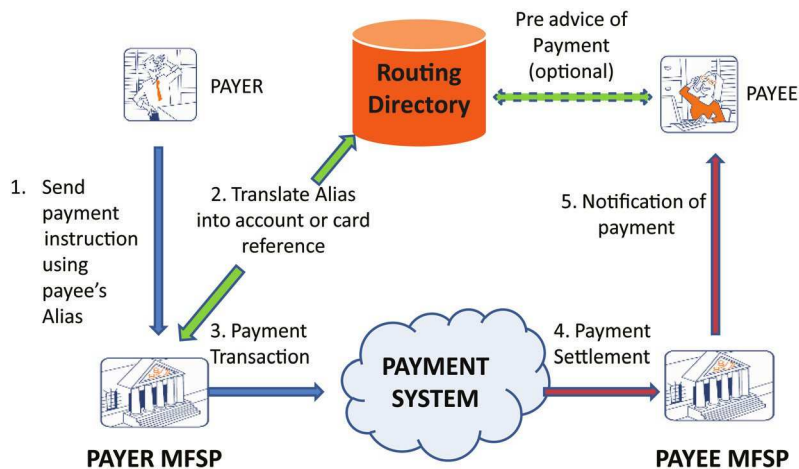 PAYER
Routing
Directory
Pre advice of
Payment
(optional)
PAYEE
1. Send
payment
instruction
using
payee's
Alias
2. Translate Alias
into account or card
reference
5. Notification of
payment
3. Payment
Transaction
PAYMENT
SYSTEM
4. Payment
Settlement
PAYER MFSP
PAYEE MFSP